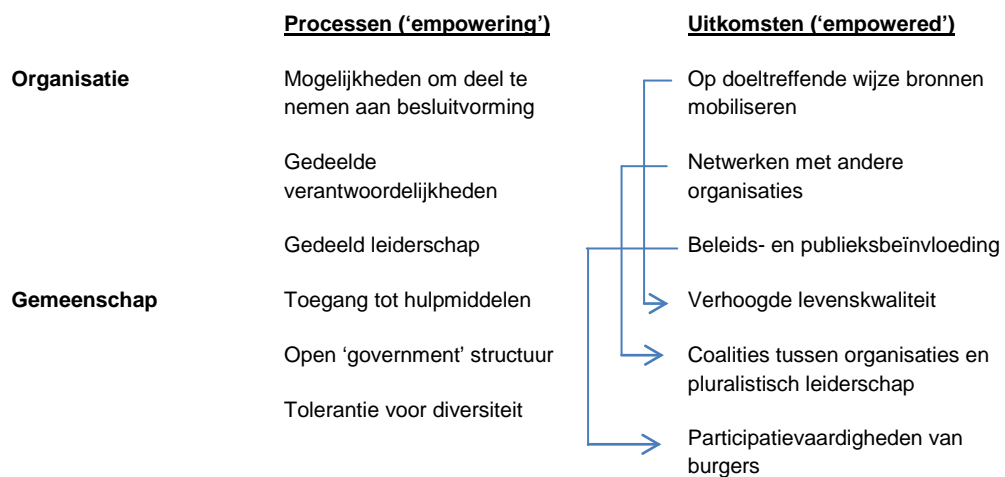 Processen (‘empowering’) Uitkomsten (‘empowered’)
Organisatie Mogelijkheden om deel te Op doeltreffende wijze bronnen
nemen aan besluitvorming mobiliseren
Gedeelde Netwerken met andere
verantwoordelijkheden organisaties
Gedeeld leiderschap Beleids- en publieksbeïnvloeding
Gemeenschap Toegang tot hulpmiddelen Verhoogde levenskwaliteit
Open ‘government’ structuur Coalities tussen organisaties en
pluralistisch leiderschap
Tolerantie voor diversiteit
Participatievaardigheden van
burgers